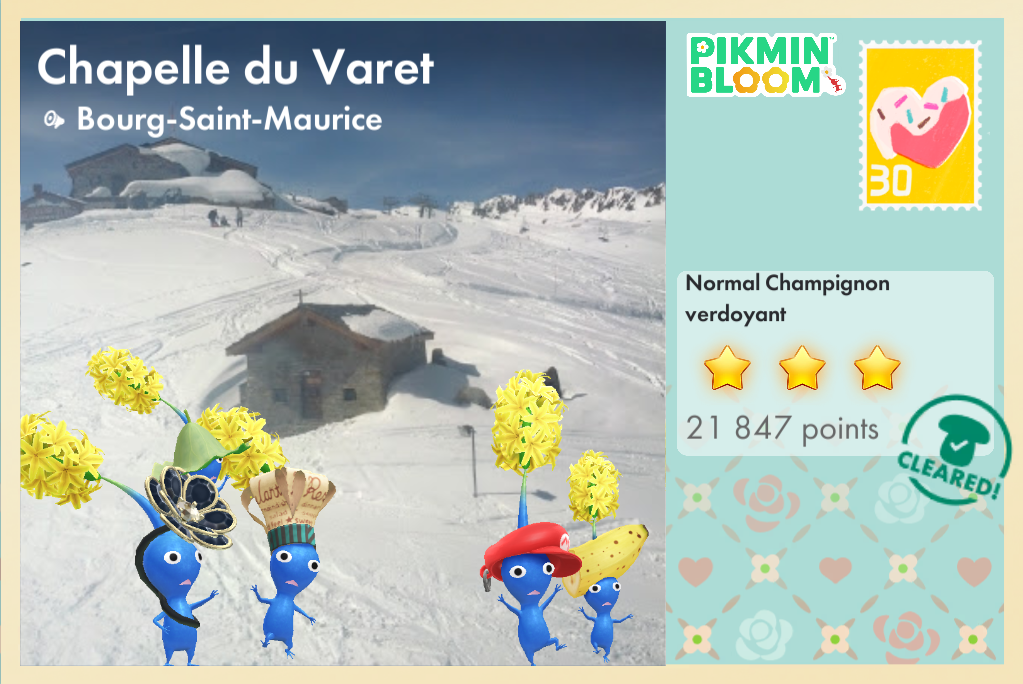 Chapelle du Varet
Bourg-Saint-Maurice
PIKMIN
BLOOM
30
Normal Champignon
verdoyant
21 847 points
CLEARED!
M